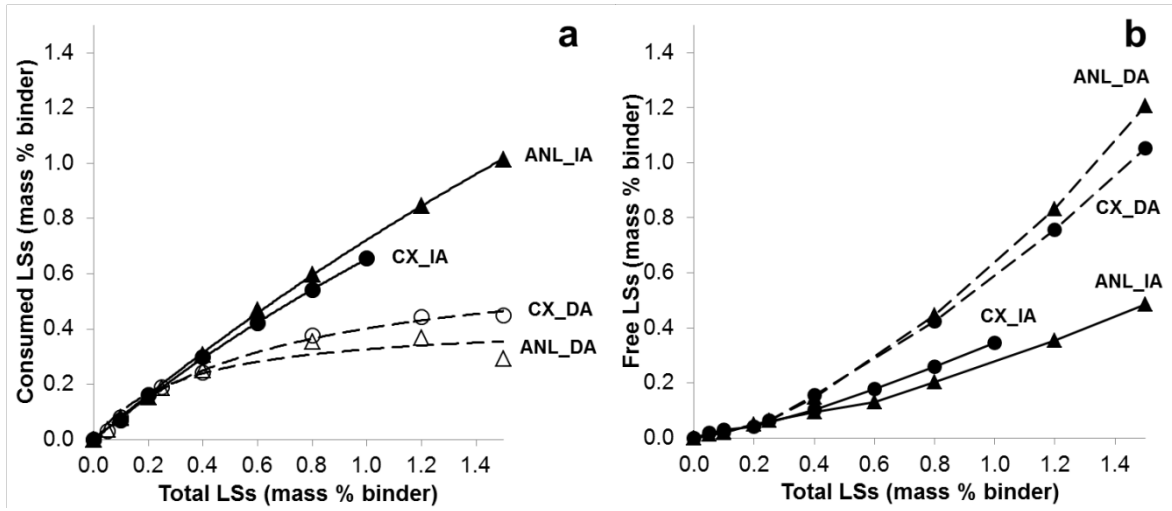 a
Consumed LSs (mass % binder)
1.4
1.2
1.0
0.8
0.6
0.4
0.2
0.0
ANL_IA
CX_IA
CX_DA
ANL_DA
0.0 0.2 0.4 0.6 0.8 1.0 1.2 1.4
Total LSs (mass % binder)
b
Free LSs (mass % binder)
1.4
1.2
1.0
0.8
0.6
0.4
0.2
0.0
ANL_DA
CX_DA
ANL_IA
CX_IA
0.0 0.2 0.4 0.6 0.8 1.0 1.2 1.4
Total LSs (mass % binder)